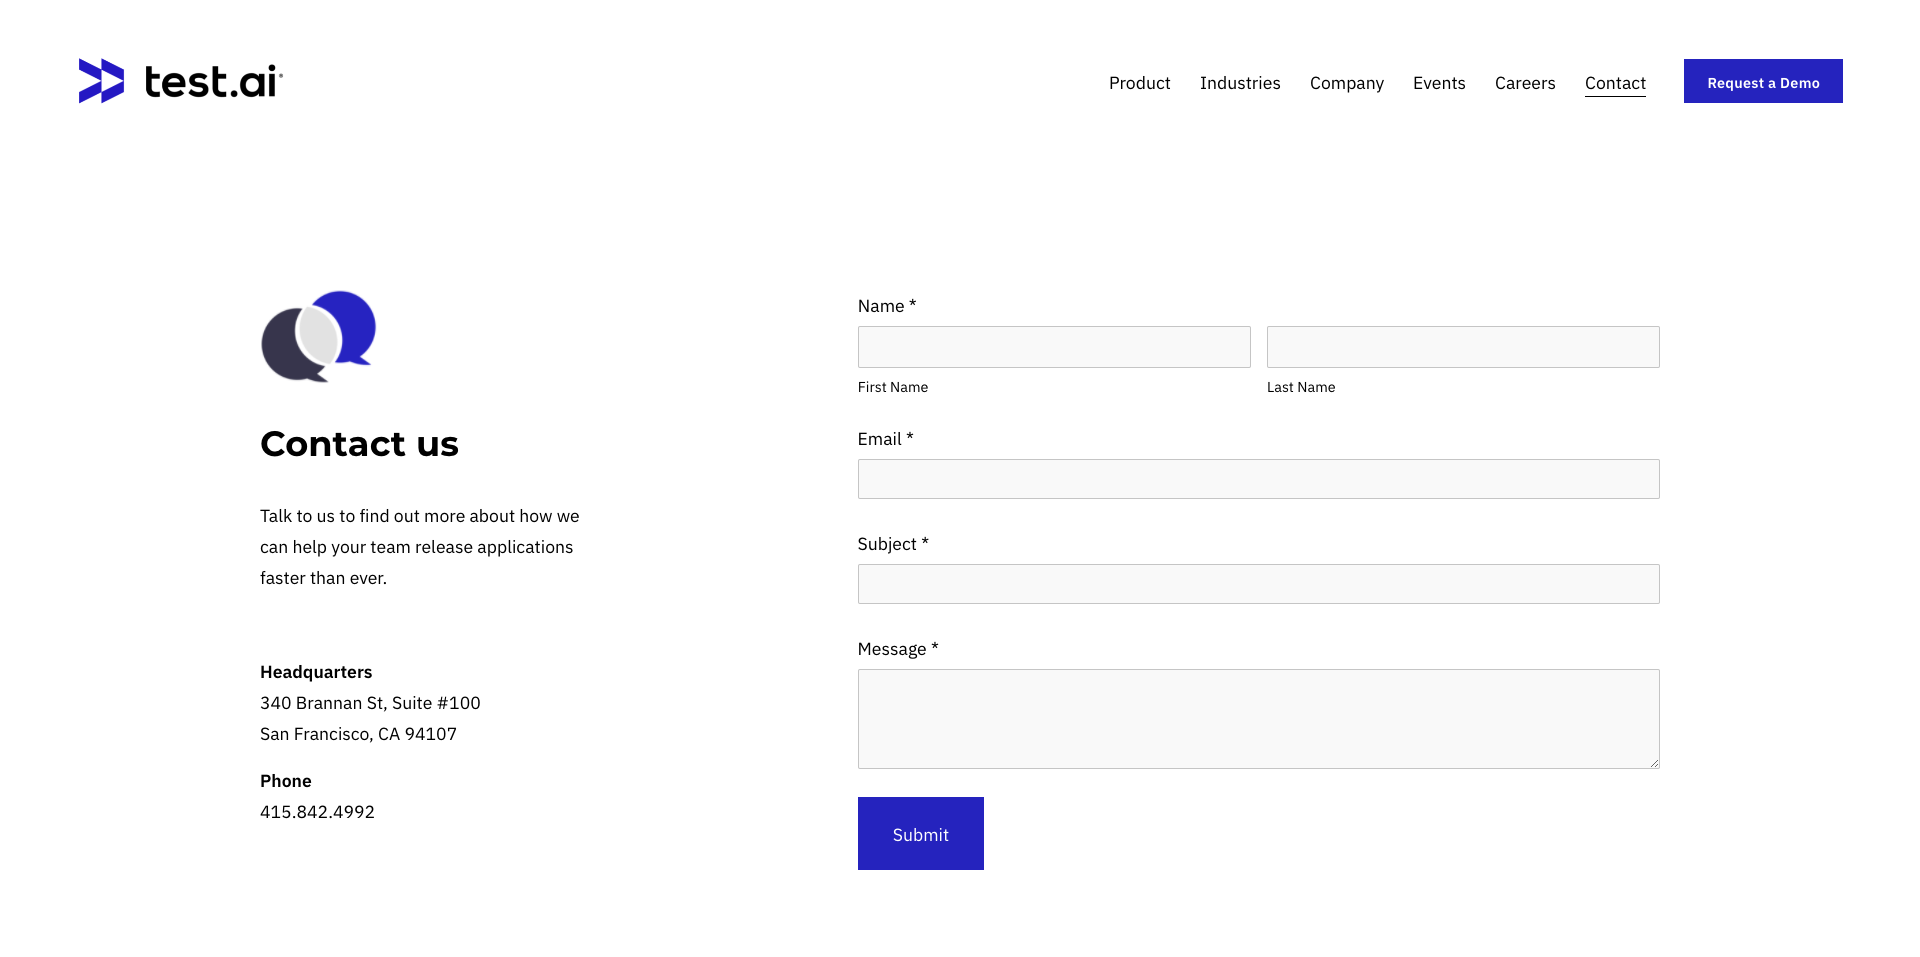 test.ai
Product Industries Company Events Careers Contact Request a Demo
Contact us
Talk to us to find out more about how we
can help your team release applications
faster than ever.
Headquarters
340 Brannan St, Suite #100
San Francisco, CA 94107
Phone
415.842.4992
Name *
First Name Last Name
Email *
Subject *
Message *
Submit